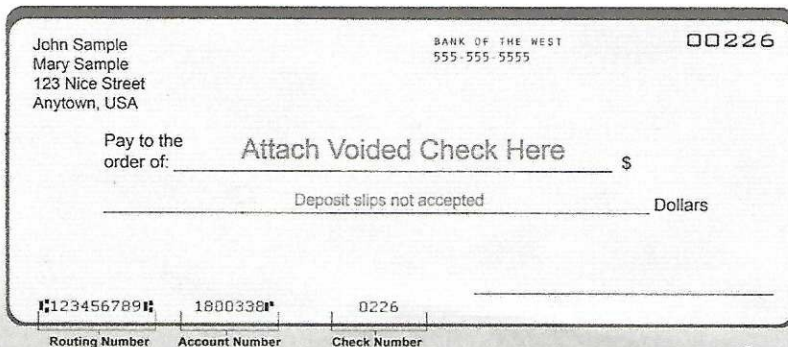 John Sample
Mary Sample
123 Nice Street
Anytown, USA
BANK OF THE WEST
555-555-5555
00226
Pay to the
order of: Attach Voided Check Here $
Deposit slips not accepted Dollars
⑆123456789⑆ 1800338⑈ 0226
Routing Number Account Number Check Number